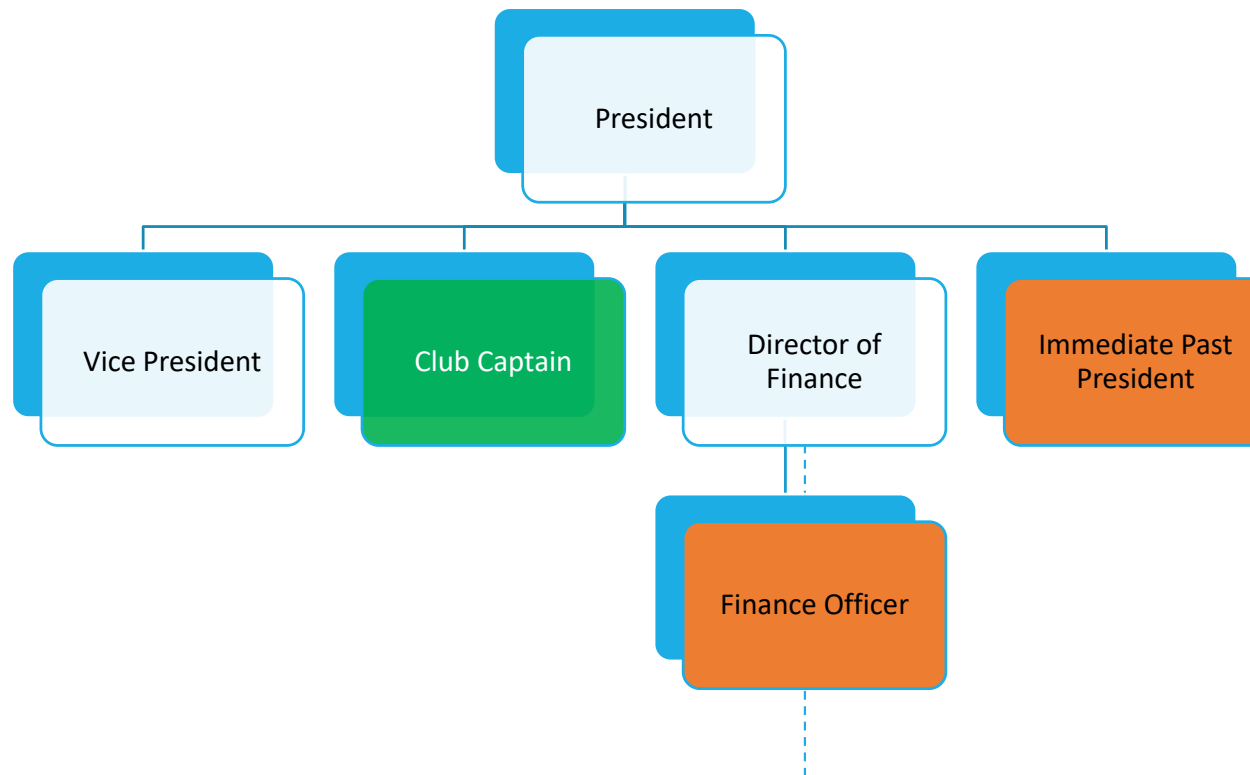 President
Vice President
Club Captain
Director of
Finance
Immediate Past
President
Finance Officer